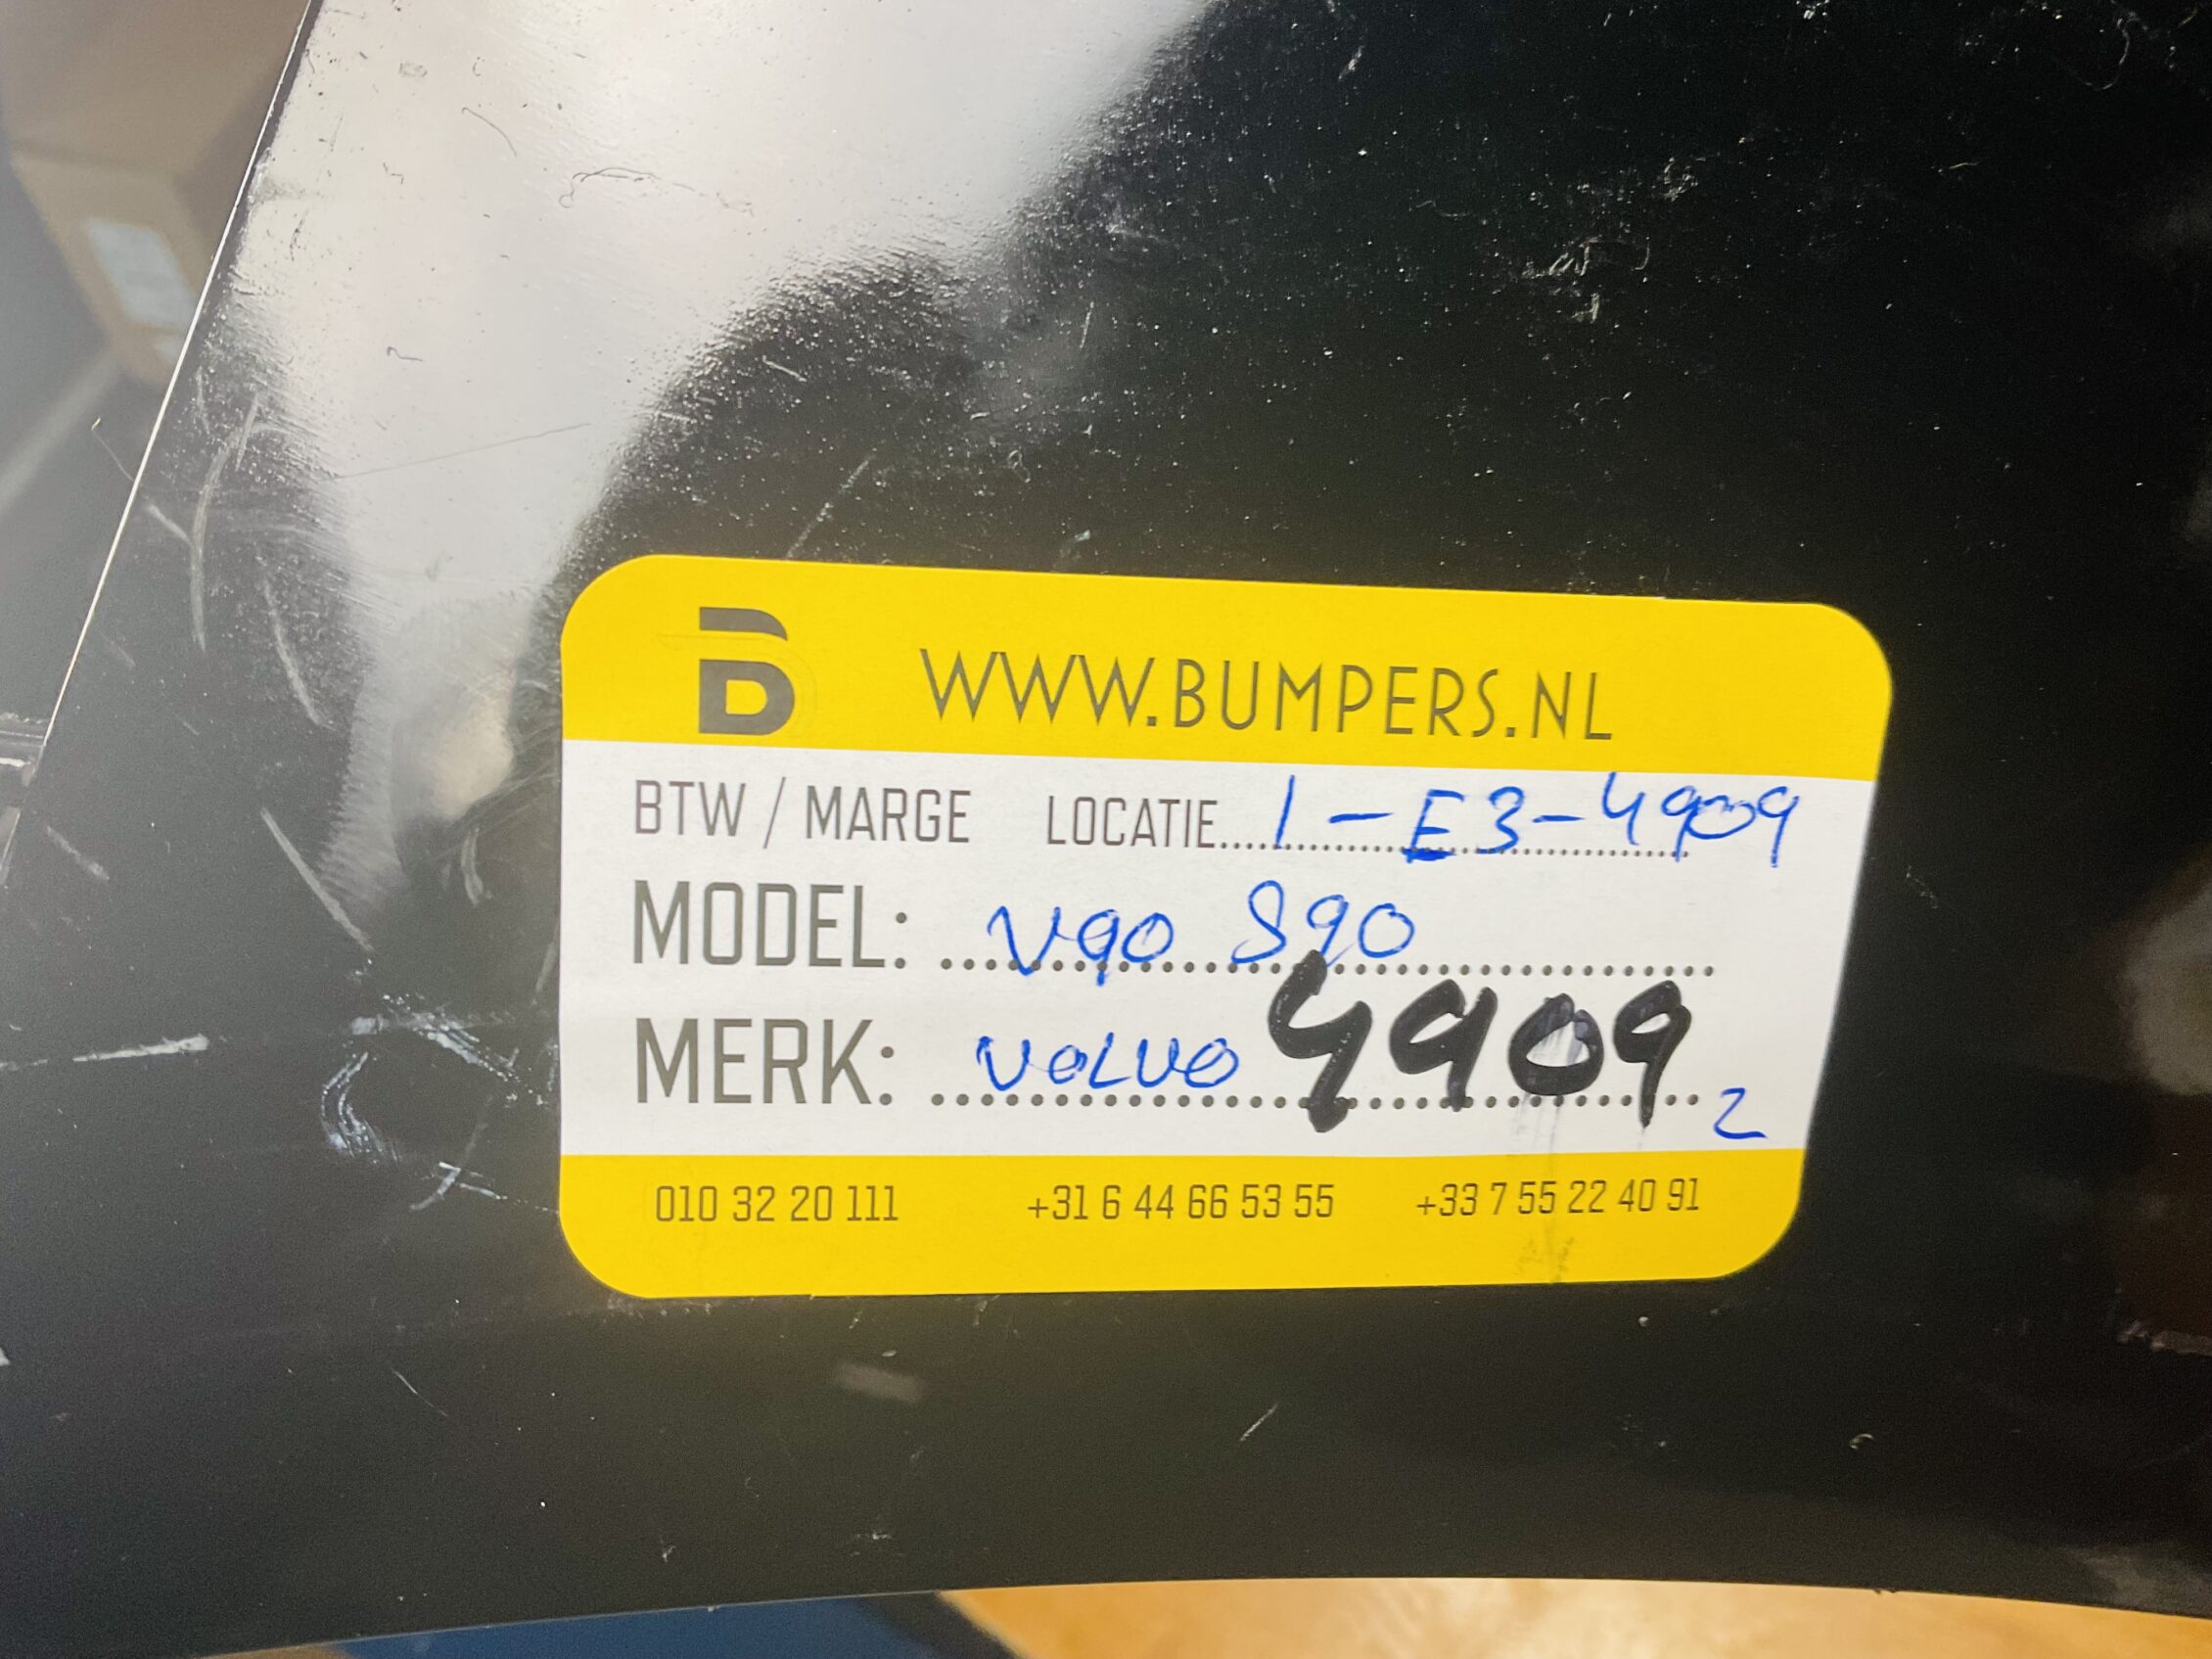 B WWW.BUMPERS.NL
BTW / MARGE LOCATIE 1-E3-4909
MODEL: V90 S90
MERK: VOLVO 4909 2
010 32 20 111 +31 6 44 66 53 55 +33 7 55 22 40 91